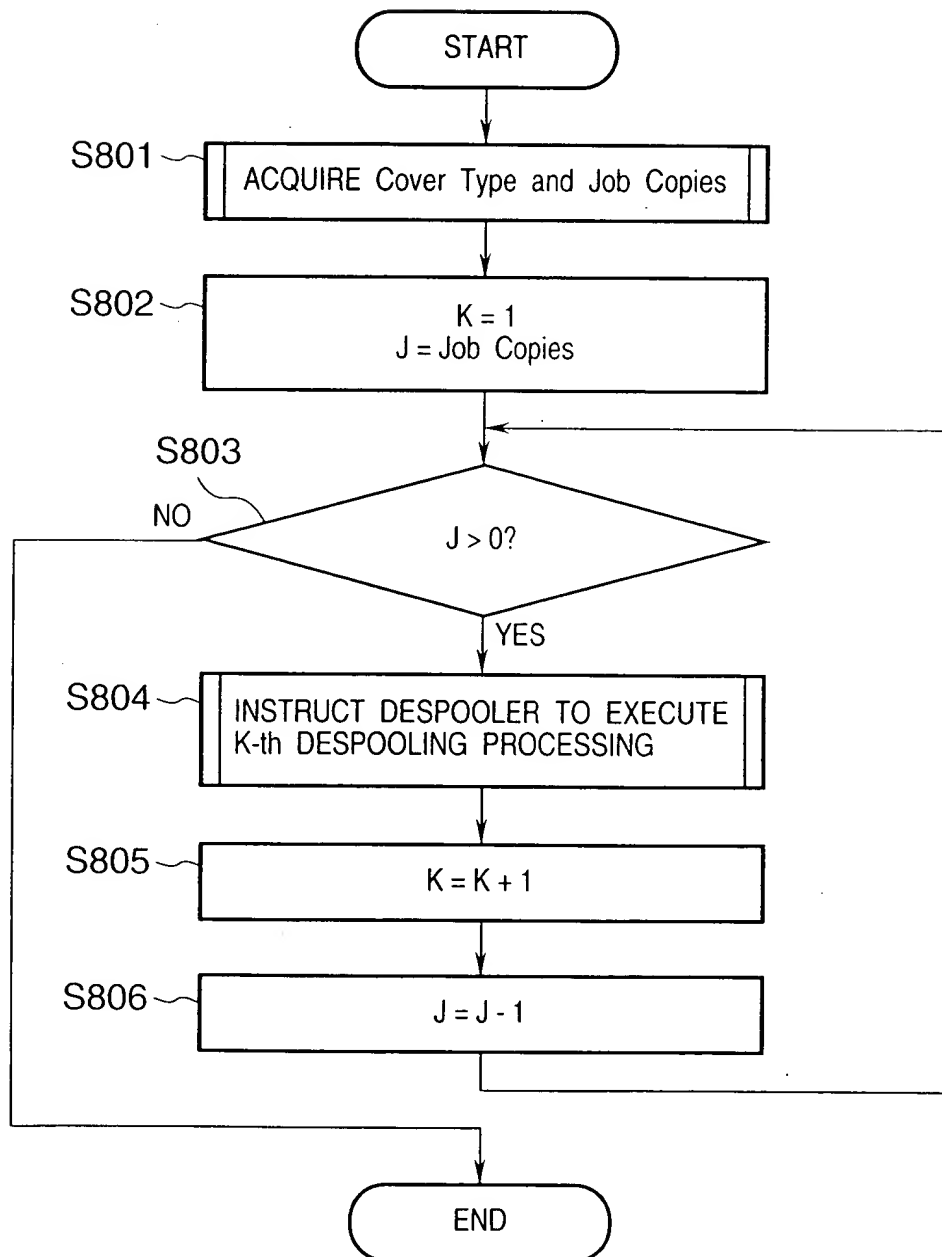 START
S801
ACQUIRE Cover Type and Job Copies
S802
K = 1
J = Job Copies
S803
NO
J > 0?
YES
S804
INSTRUCT DESPOOLER TO EXECUTE
K-th DESPOOLING PROCESSING
S805
K = K + 1
S806
J = J - 1
END